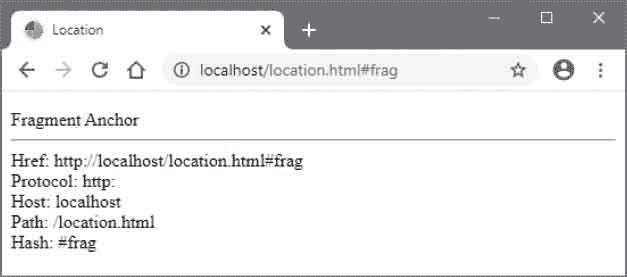 Location
localhost/location.html#frag
Fragment Anchor
Href: http://localhost/location.html#frag
Protocol: http:
Host: localhost
Path: /location.html
Hash: #frag